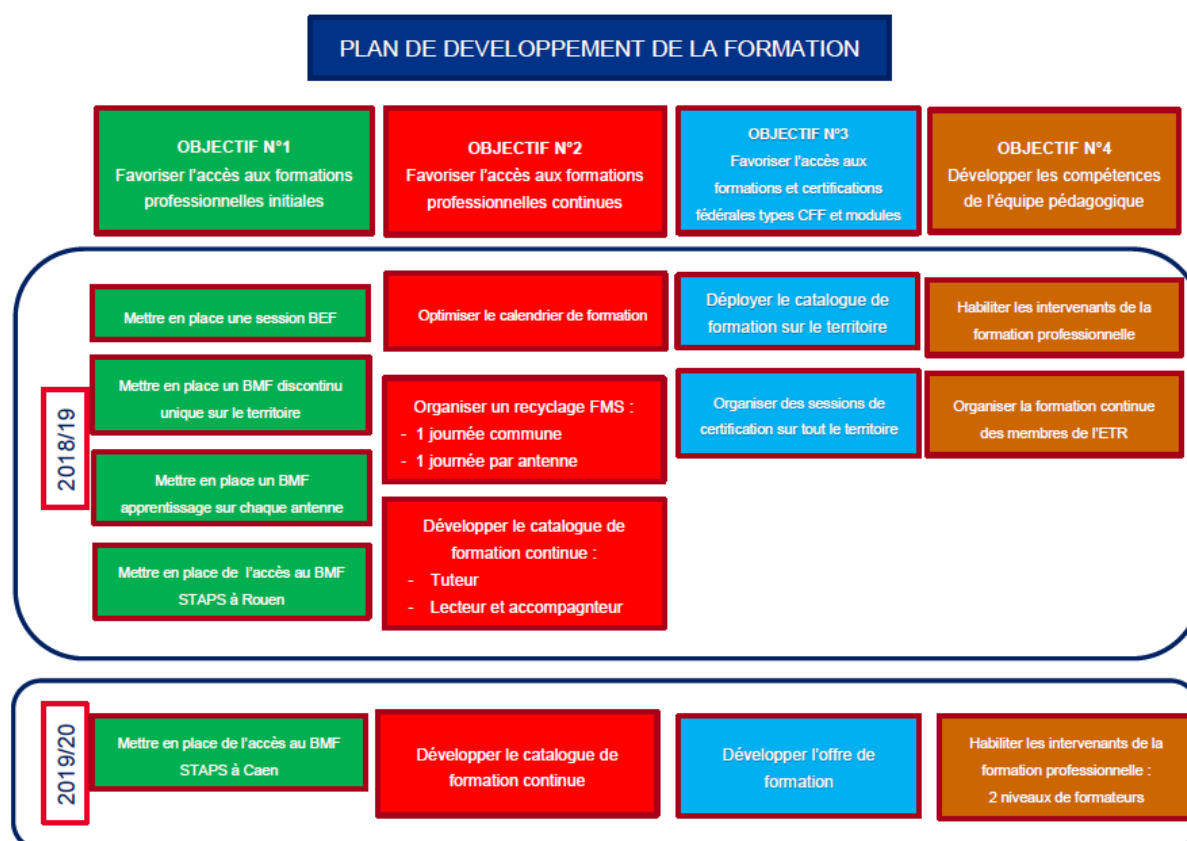 PLAN DE DEVELOPPEMENT DE LA FORMATION
OBJECTIF N°1
Favoriser l'accès aux formations
professionnelles initiales
OBJECTIF N°2
Favoriser l'accès aux formations
professionnelles continues
OBJECTIF N°3
Favoriser l'accès aux
formations et certifications
fédérales types CFF et modules
OBJECTIF N°4
Développer les compétences
de l'équipe pédagogique
2018/19
Mettre en place une session BEF
Mettre en place un BMF discontinu
unique sur le territoire
Mettre en place un BMF
apprentissage sur chaque antenne
Mettre en place de l'accès au BMF
STAPS à Rouen
Optimiser le calendrier de formation
Organiser un recyclage FMS :
- 1 journée commune
- 1 journée par antenne
Développer le catalogue de
formation continue :
- Tuteur
- Lecteur et accompagnteur
Déployer le catalogue de
formation sur le territoire
Organiser des sessions de
certification sur tout le territoire
Habiliter les intervenants de la
formation professionnelle
Organiser la formation continue
des membres de l'ETR
2019/20
Mettre en place de l'accès au BMF
STAPS à Caen
Développer le catalogue de
formation continue
Développer l'offre de
formation
Habiliter les intervenants de la
formation professionnelle :
2 niveaux de formateurs